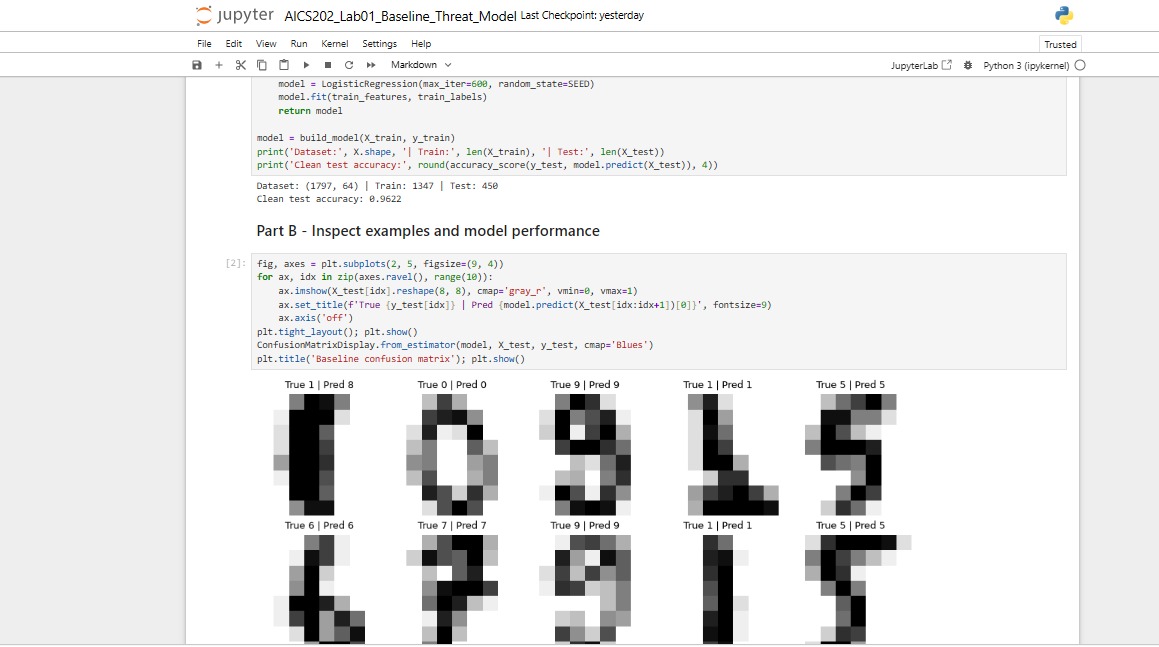 jupyter AICS202_Lab01_Baseline_Threat_Model Last Checkpoint: yesterday
File Edit View Run Kernel Settings Help
Trusted
Markdown
JupyterLab
Python 3 (ipykernel)
    model = LogisticRegression(max_iter=600, random_state=SEED)
    model.fit(train_features, train_labels)
    return model
model = build_model(X_train, y_train)
print('Dataset:', X.shape, '| Train:', len(X_train), '| Test:', len(X_test))
print('Clean test accuracy:', round(accuracy_score(y_test, model.predict(X_test)), 4))
Dataset: (1797, 64) | Train: 1347 | Test: 450
Clean test accuracy: 0.9622
Part B - Inspect examples and model performance
[2]:
fig, axes = plt.subplots(2, 5, figsize=(9, 4))
for ax, idx in zip(axes.ravel(), range(10)):
    ax.imshow(X_test[idx].reshape(8, 8), cmap='gray_r', vmin=0, vmax=1)
    ax.set_title(f'True {y_test[idx]} | Pred {model.predict(X_test[idx:idx+1])[0]}', fontsize=9)
    ax.axis('off')
plt.tight_layout(); plt.show()
ConfusionMatrixDisplay.from_estimator(model, X_test, y_test, cmap='Blues')
plt.title('Baseline confusion matrix'); plt.show()
True 1 | Pred 8 True 0 | Pred 0 True 9 | Pred 9 True 1 | Pred 1 True 5 | Pred 5
True 6 | Pred 6 True 7 | Pred 7 True 9 | Pred 9 True 1 | Pred 1 True 5 | Pred 5